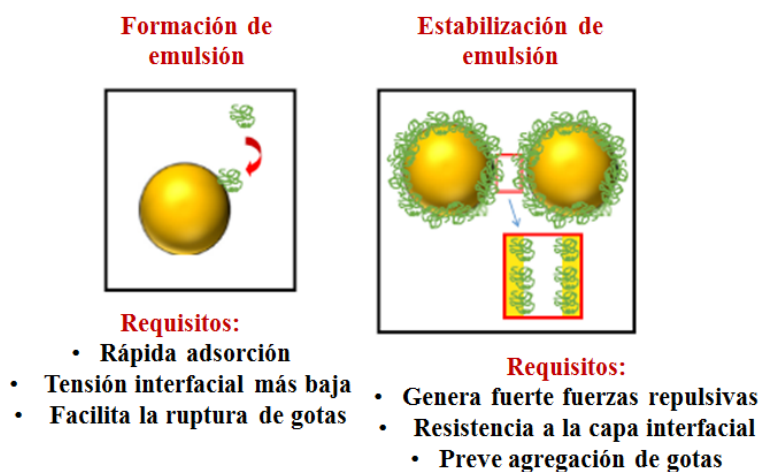 Formación de
emulsión
Requisitos:
• Rápida adsorción
• Tensión interfacial más baja
• Facilita la ruptura de gotas
Estabilización de
emulsión
Requisitos:
• Genera fuerte fuerzas repulsivas
• Resistencia a la capa interfacial
• Preve agregación de gotas